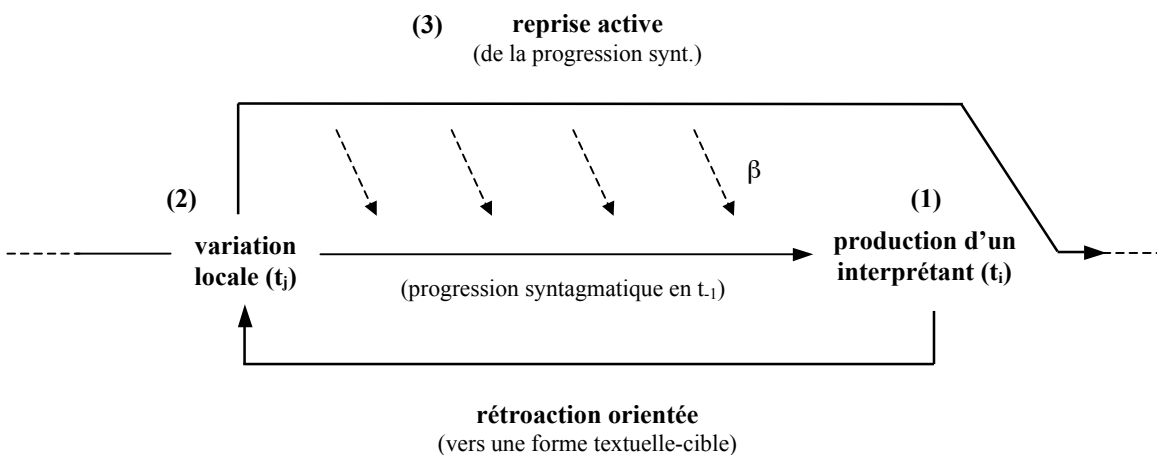 (3) reprise active
(de la progression synt.)
β
(2)
(1)
variation
locale (tj)
production d’un
interprétant (ti)
(progression syntagmatique en t-1)
rétroaction orientée
(vers une forme textuelle-cible)